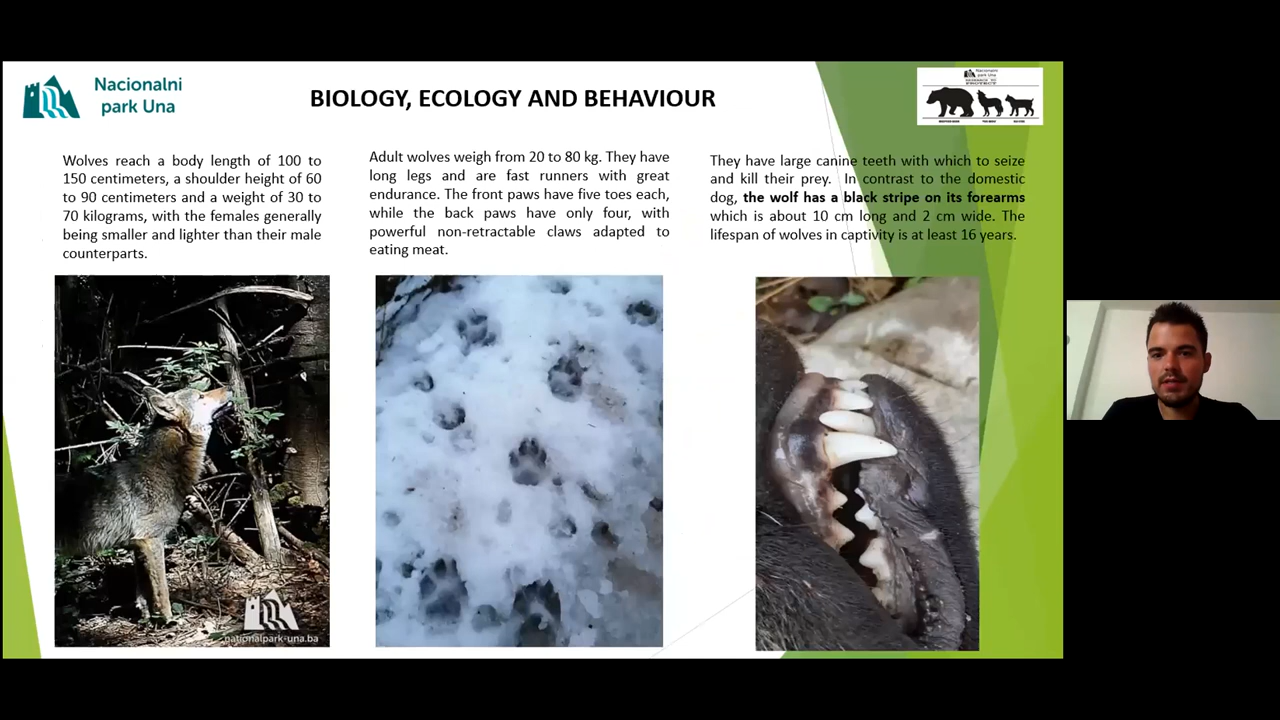 Nacionalni
park Una
BIOLOGY, ECOLOGY AND BEHAVIOUR
Nacionalni
park Una
PROTECT
Wolves reach a body length of 100 to
150 centimeters, a shoulder height of 60
to 90 centimeters and a weight of 30 to
70 kilograms, with the females generally
being smaller and lighter than their male
counterparts.
Adult wolves weigh from 20 to 80 kg. They have
long legs and are fast runners with great
endurance. The front paws have five toes each,
while the back paws have only four, with
powerful non-retractable claws adapted to
eating meat.
They have large canine teeth with which to seize
and kill their prey. In contrast to the domestic
dog, the wolf has a black stripe on its forearms
which is about 10 cm long and 2 cm wide. The
lifespan of wolves in captivity is at least 16 years.
nationalpark-una.ba